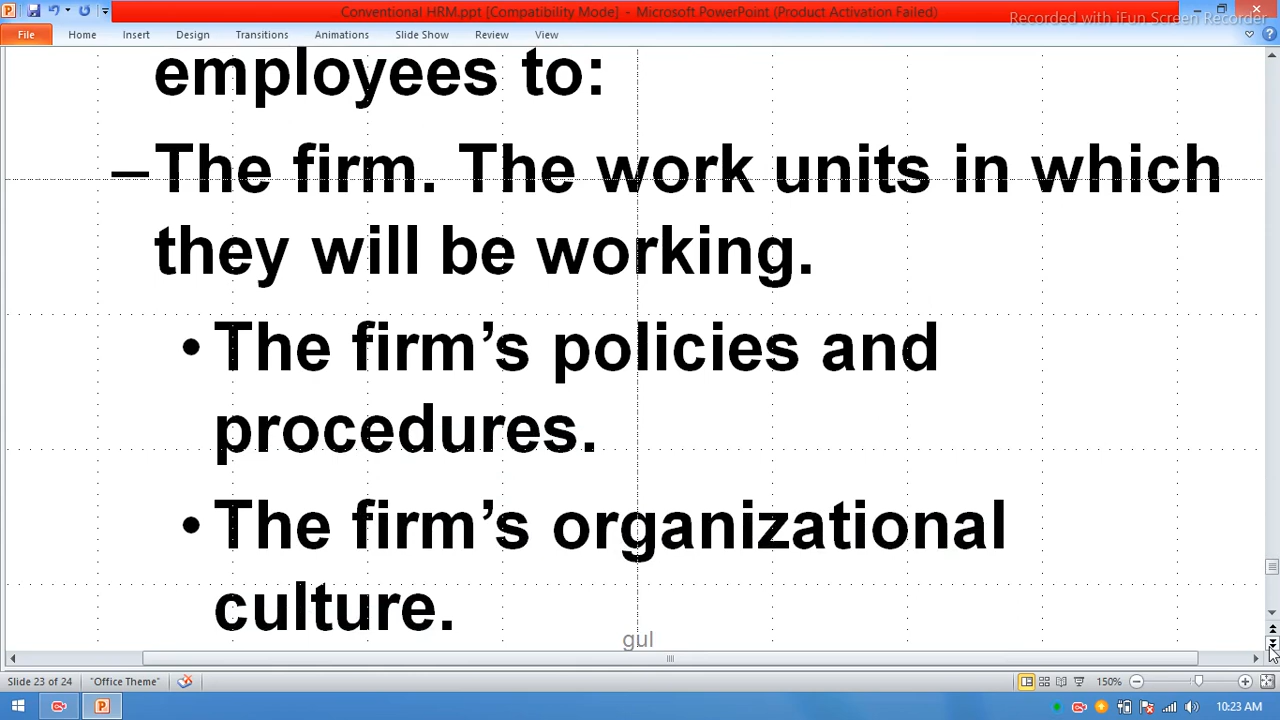 Conventional HRM.ppt [Compatibility Mode] - Microsoft PowerPoint (Product Activation Failed)
Recorded with iFun Screen Recorder
File Home Insert Design Transitions Animations Slide Show Review View
employees to:
–The firm. The work units in which
they will be working.
•The firm’s policies and
procedures.
•The firm’s organizational
culture.
gul
Slide 23 of 24 "Office Theme" 150%
10:23 AM